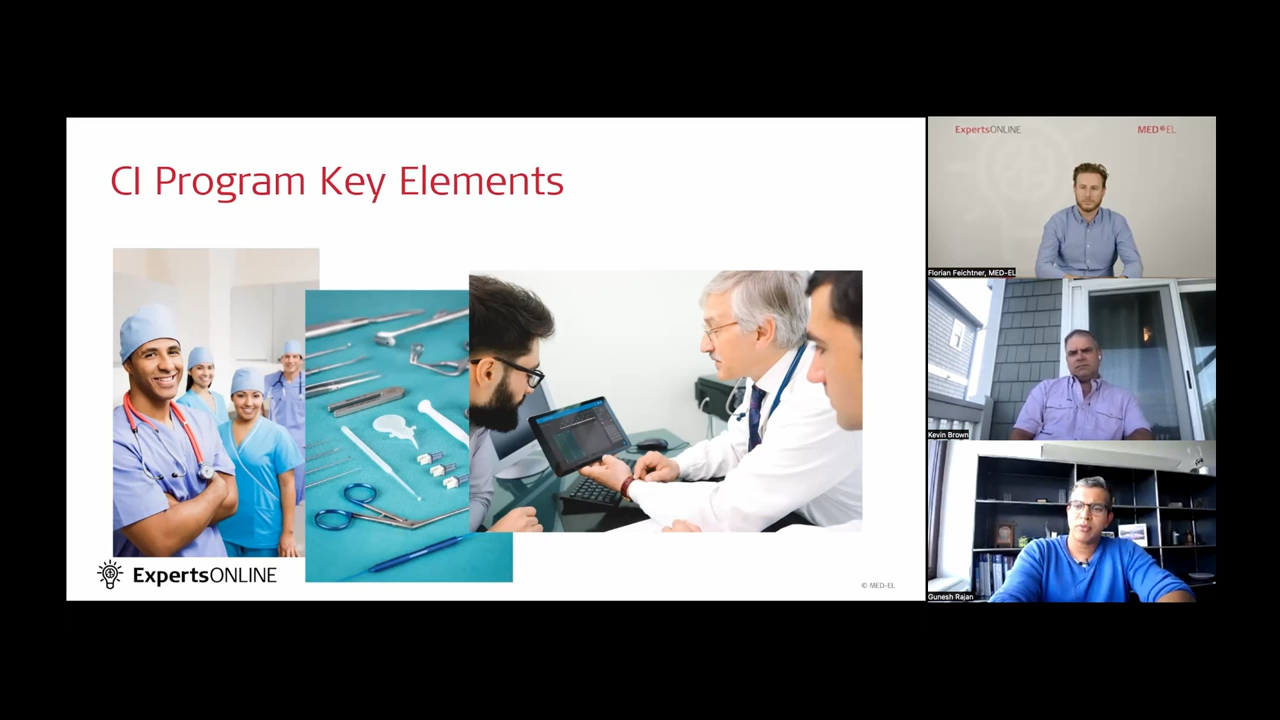 CI Program Key Elements
ExpertsONLINE
© MED-EL
ExpertsONLINE
MED EL
Florian Feichtner, MED-EL
Kevin Brown
Gunesh Rajan